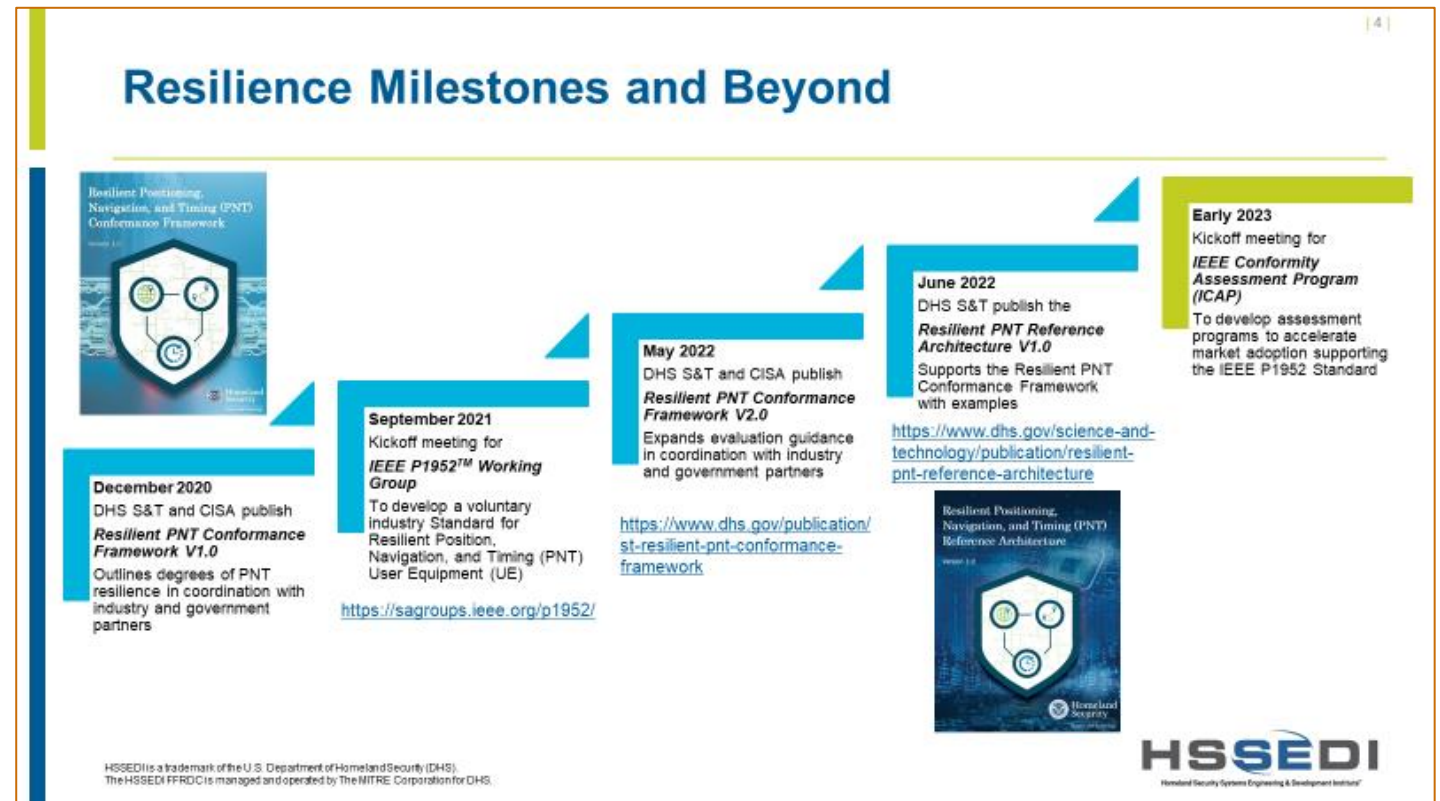 | 4 |
Resilience Milestones and Beyond
Resilient Positioning,
Navigation, and Timing (PNT)
Conformance Framework
Version 1.0
Homeland
Security
December 2020
DHS S&T and CISA publish
Resilient PNT Conformance
Framework V1.0
Outlines degrees of PNT
resilience in coordination with
industry and government
partners
September 2021
Kickoff meeting for
IEEE P1952TM Working
Group
To develop a voluntary
industry Standard for
Resilient Position,
Navigation, and Timing (PNT)
User Equipment (UE)
https://sagroups.ieee.org/p1952/
May 2022
DHS S&T and CISA publish
Resilient PNT Conformance
Framework V2.0
Expands evaluation guidance
in coordination with industry
and government partners
https://www.dhs.gov/publication/
st-resilient-pnt-conformance-
framework
June 2022
DHS S&T publish the
Resilient PNT Reference
Architecture V1.0
Supports the Resilient PNT
Conformance Framework
with examples
https://www.dhs.gov/science-and-
technology/publication/resilient-
pnt-reference-architecture
Resilient Positioning,
Navigation, and Timing (PNT)
Reference Architecture
Version 1.0
Homeland
Security
Early 2023
Kickoff meeting for
IEEE Conformity
Assessment Program
(ICAP)
To develop assessment
programs to accelerate
market adoption supporting
the IEEE P1952 Standard
HSSEDI is a trademark of the U.S. Department of Homeland Security (DHS).
The HSSEDI FFRDC is managed and operated by The MITRE Corporation for DHS.
HSSEDI
Homeland Security Systems Engineering & Development Institute